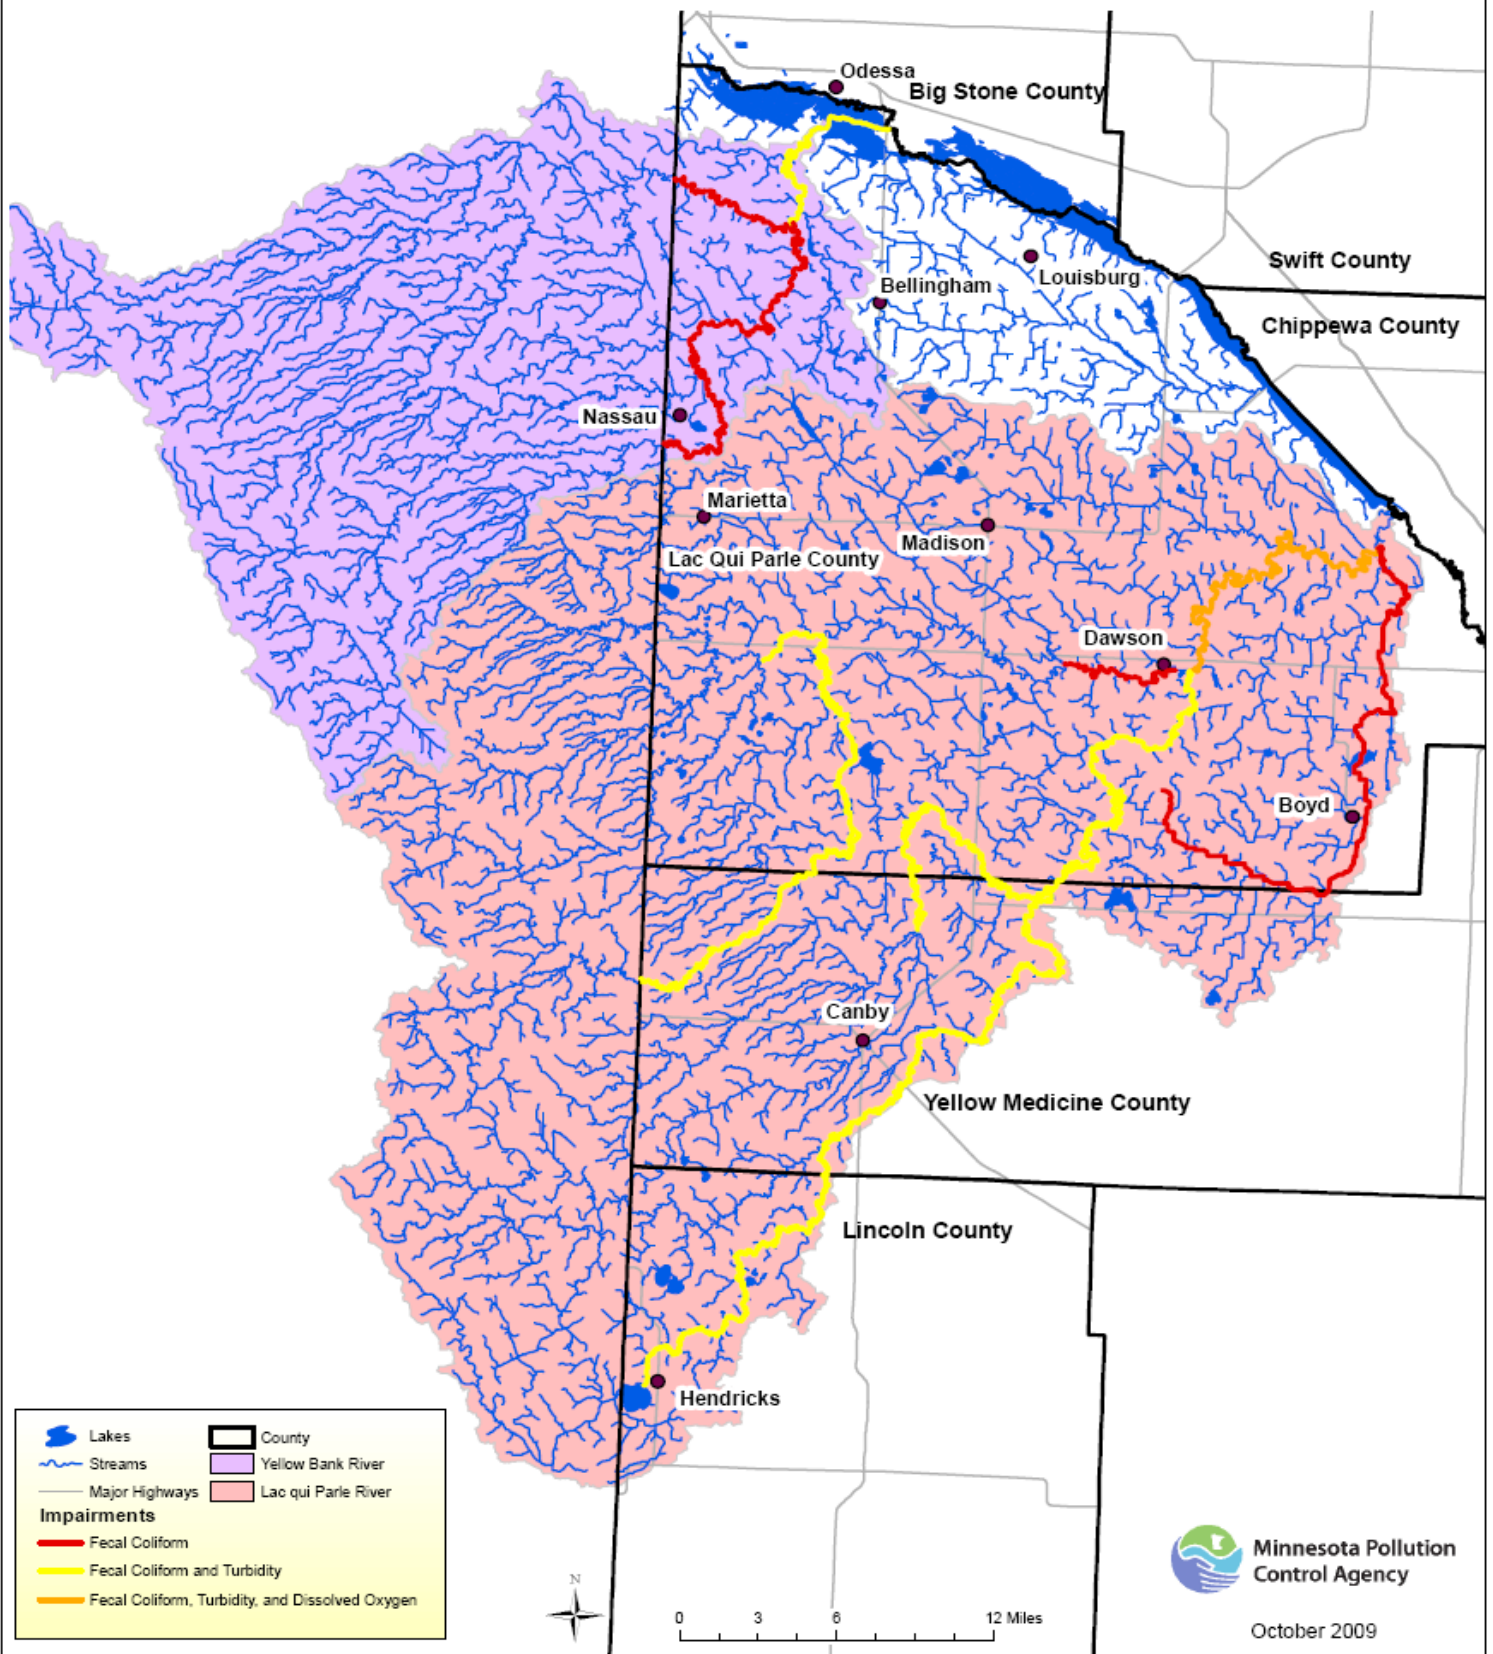 Odessa
Big Stone County
Swift County
Louisburg
Bellingham
Chippewa County
Nassau
Marietta
Madison
Lac Qui Parle County
Dawson
Boyd
Canby
Yellow Medicine County
Lincoln County
Hendricks
Lakes
County
Streams
Yellow Bank River
Major Highways
Lac qui Parle River
Impairments
Fecal Coliform
Fecal Coliform and Turbidity
Fecal Coliform, Turbidity, and Dissolved Oxygen
N
0 3 6 12 Miles
Minnesota Pollution
Control Agency
October 2009